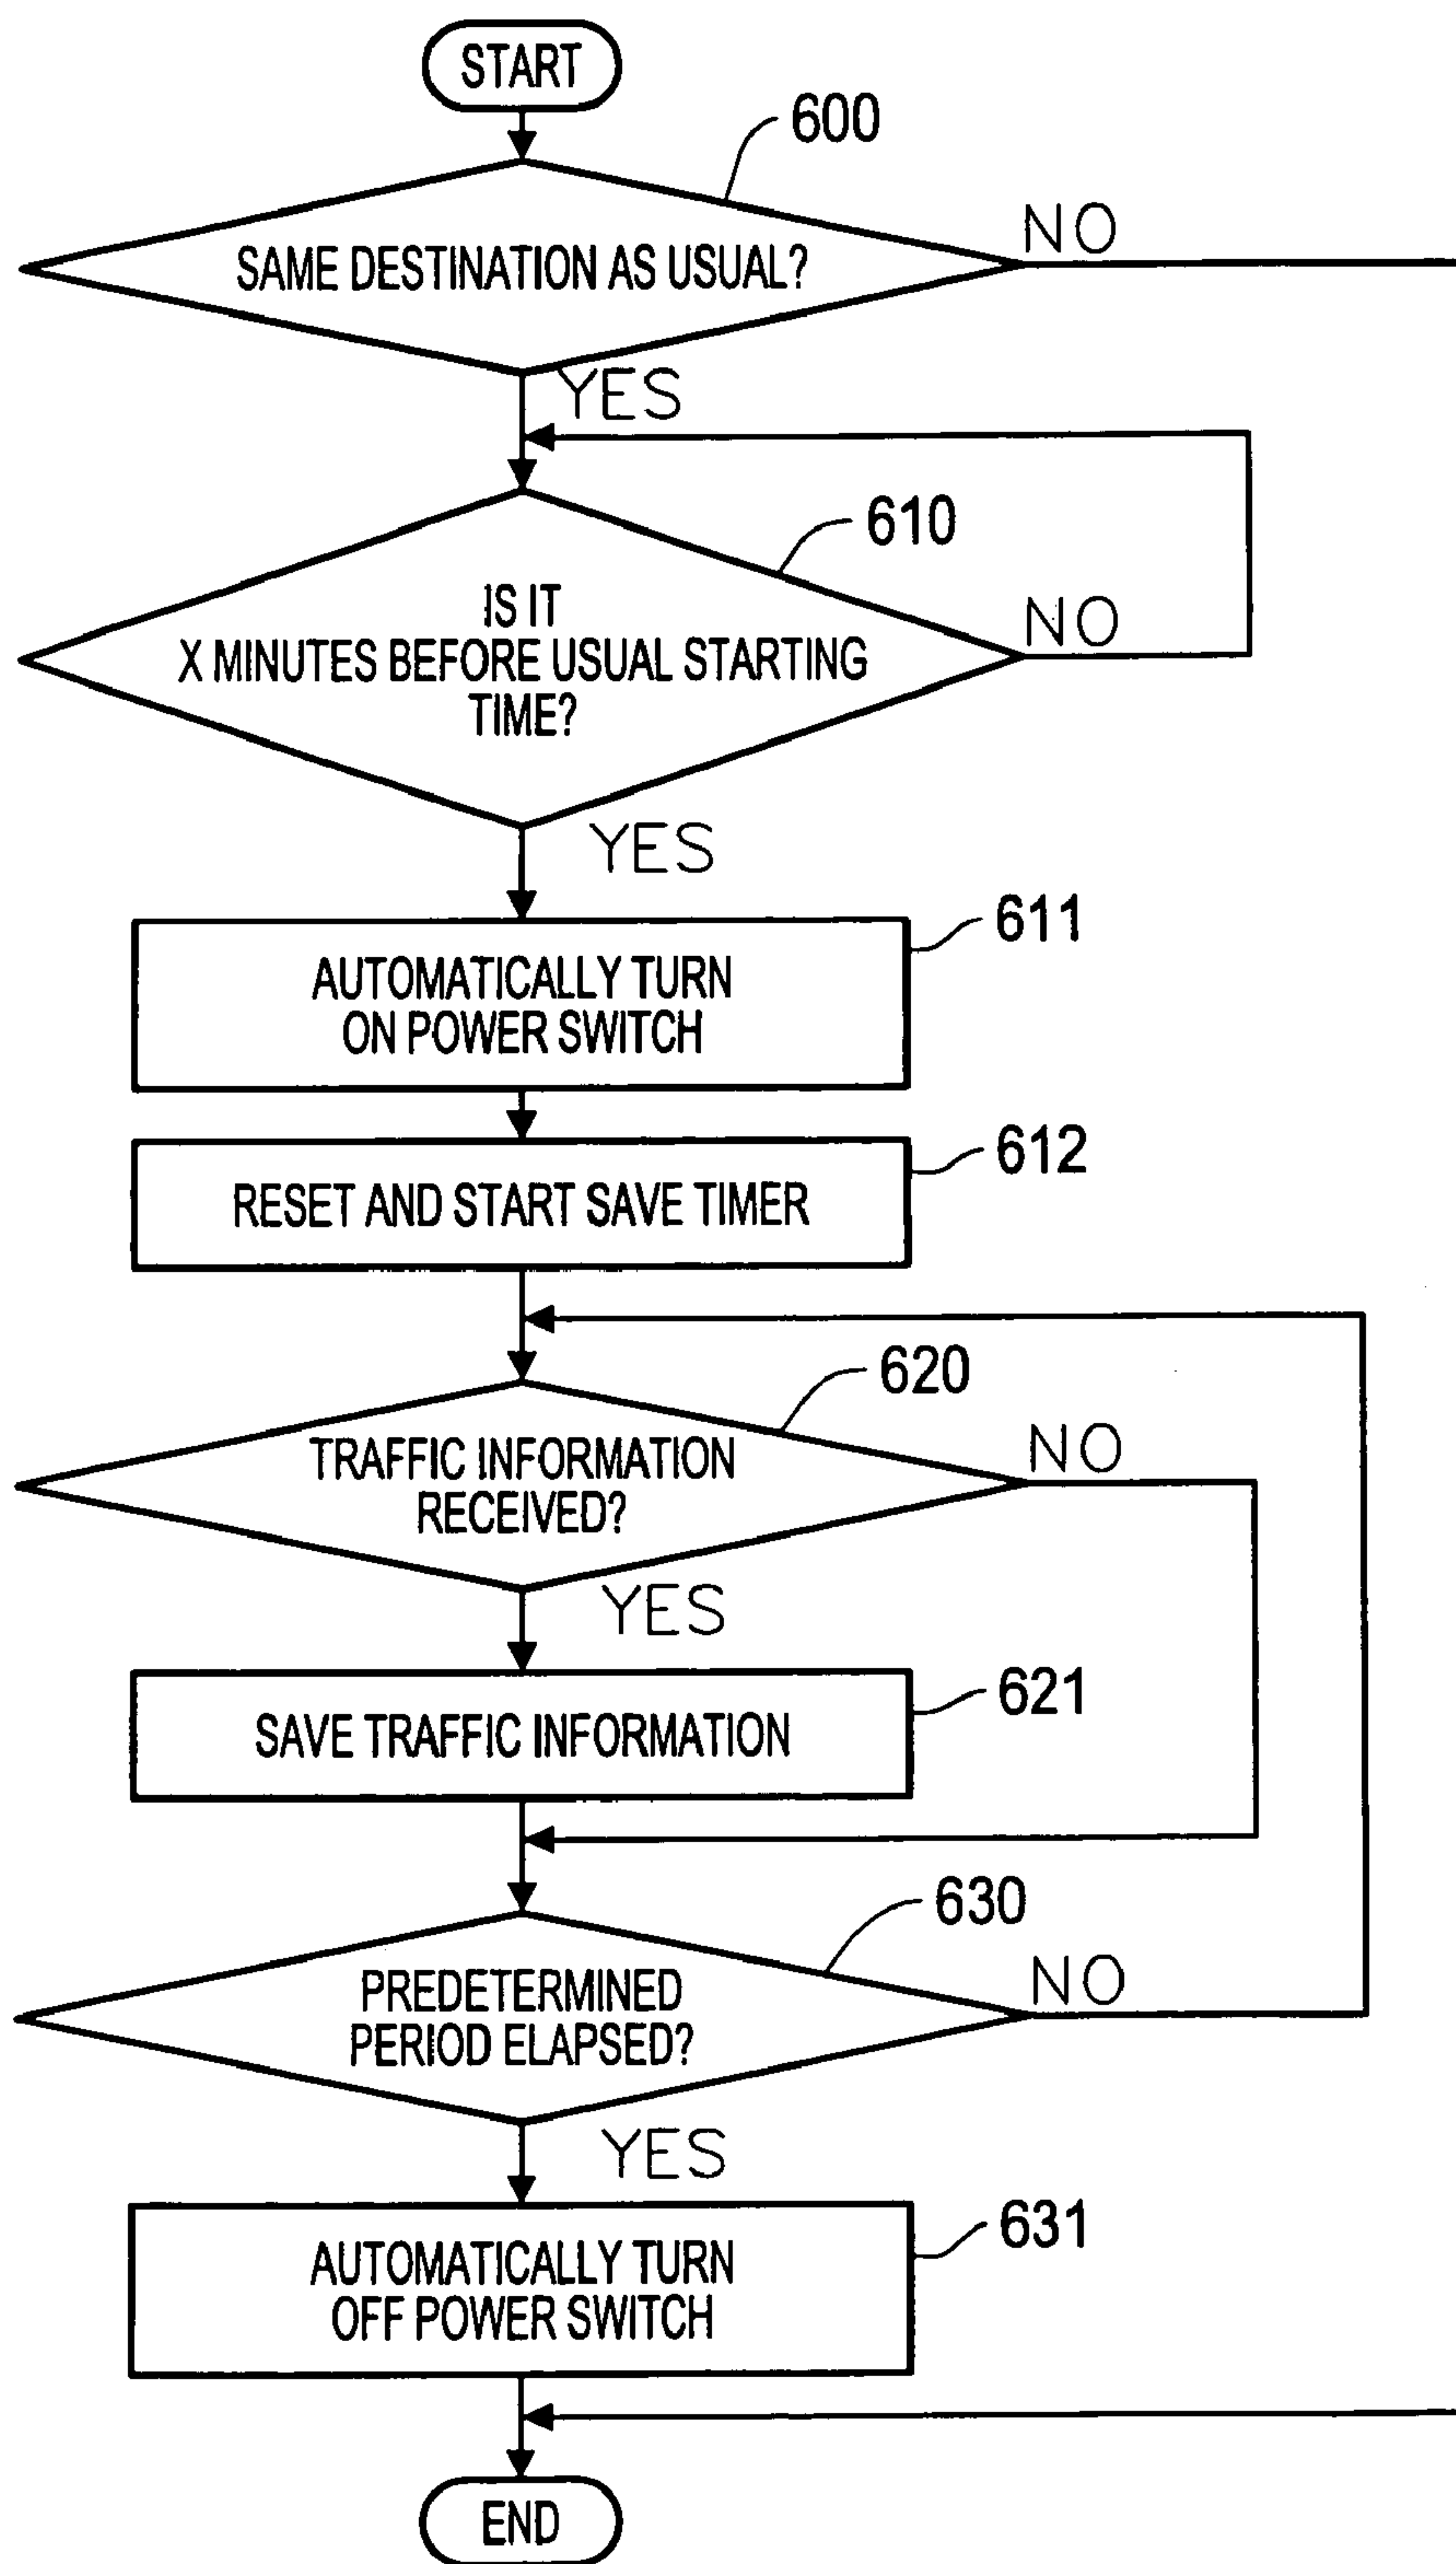 START
600
SAME DESTINATION AS USUAL?
NO
YES
610
IS IT
X MINUTES BEFORE USUAL STARTING
TIME?
NO
YES
611
AUTOMATICALLY TURN
ON POWER SWITCH
612
RESET AND START SAVE TIMER
620
TRAFFIC INFORMATION
RECEIVED?
NO
YES
621
SAVE TRAFFIC INFORMATION
630
PREDETERMINED
PERIOD ELAPSED?
NO
YES
631
AUTOMATICALLY TURN
OFF POWER SWITCH
END